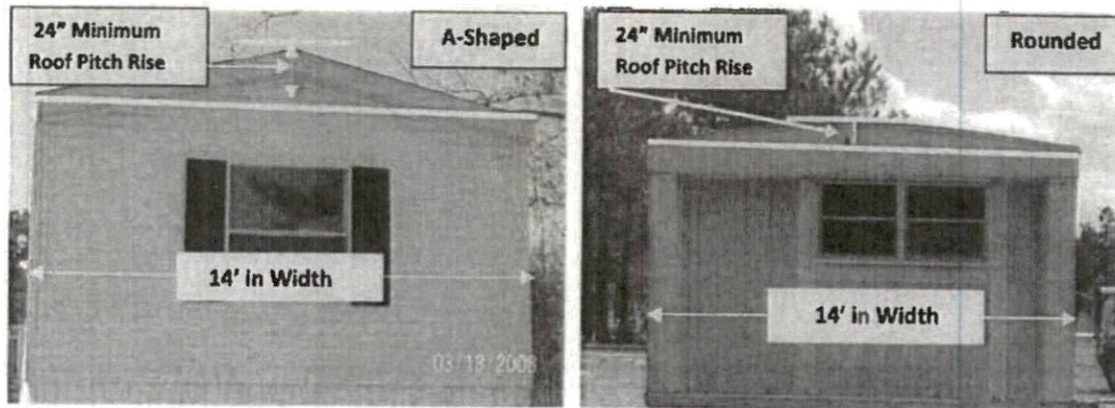 24" Minimum
Roof Pitch Rise
A-Shaped
14' in Width
03/13/2008
24" Minimum
Roof Pitch Rise
Rounded
14' in Width